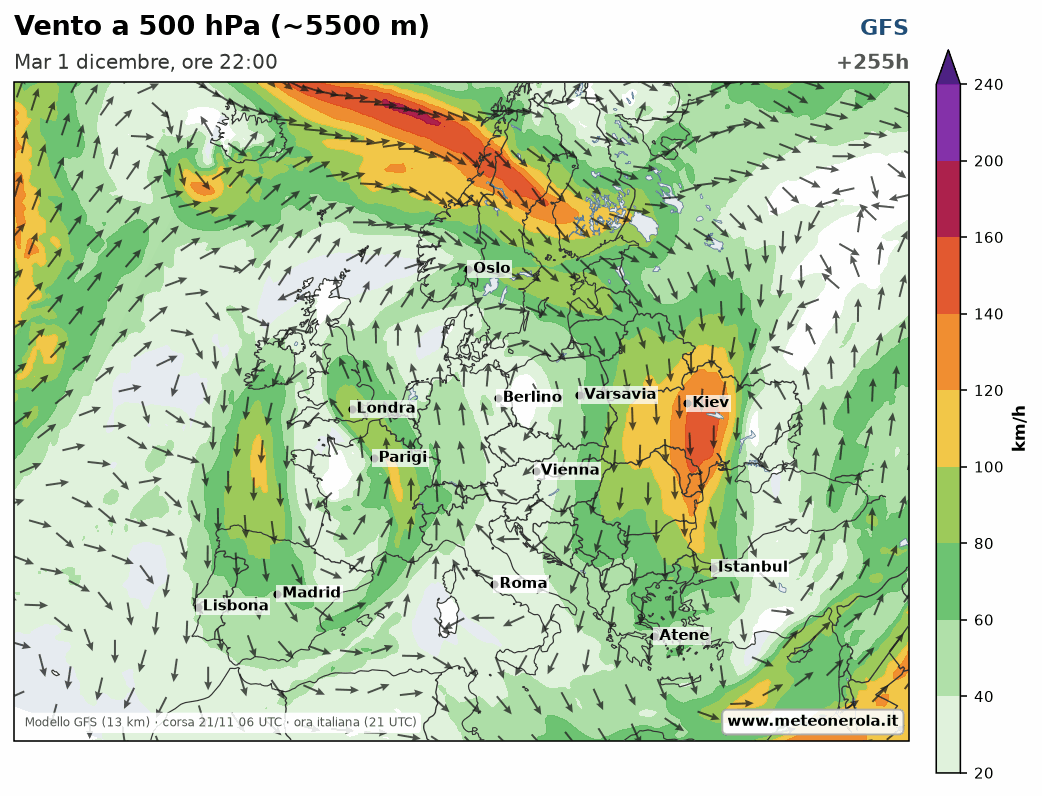 Vento a 500 hPa (~5500 m)
GFS
Mar 1 dicembre, ore 22:00
+255h
240
200
160
140
120
100
80
60
40
20
km/h
Oslo
Berlino
Varsavia
Kiev
Londra
Parigi
Vienna
Istanbul
Roma
Madrid
Lisbona
Atene
Modello GFS (13 km) · corsa 21/11 06 UTC · ora italiana (21 UTC)
www.meteonerola.it